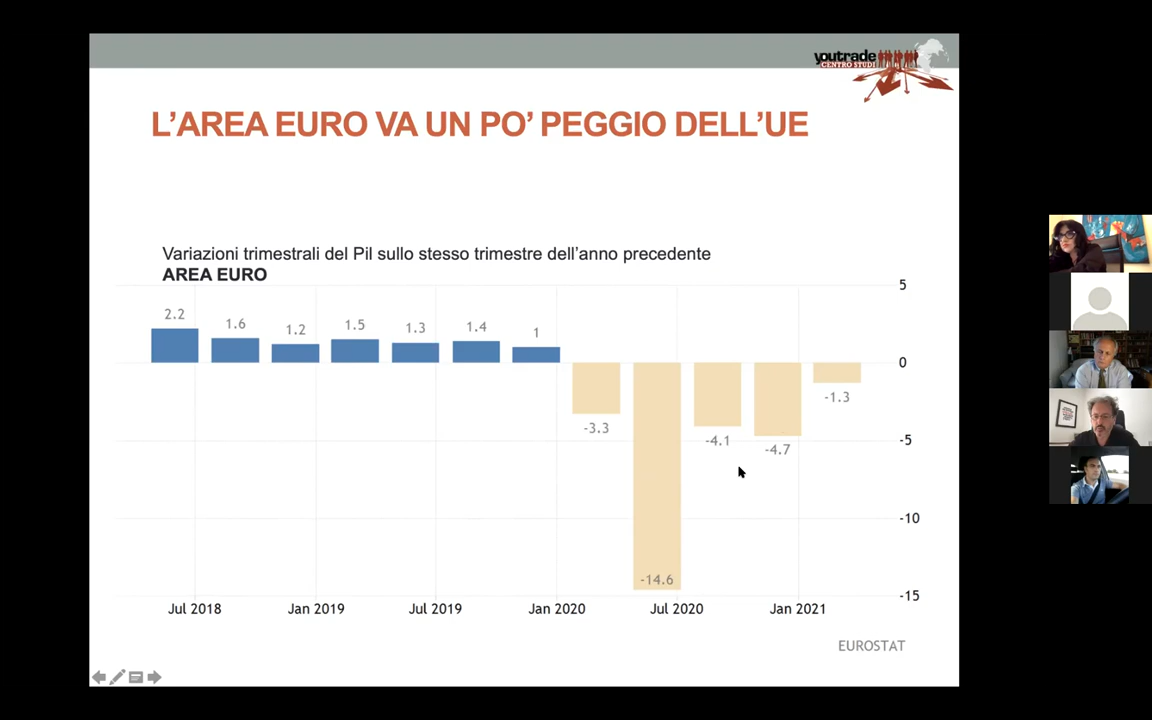 youtrade
CENTRO STUDI
L'AREA EURO VA UN PO' PEGGIO DELL'UE
Variazioni trimestrali del Pil sullo stesso trimestre dell'anno precedente
AREA EURO
5
2.2
1.6
1.2
1.5
1.3
1.4
1
0
-3.3
-14.6
-4.1
-4.7
-1.3
-5
-10
-15
Jul 2018
Jan 2019
Jul 2019
Jan 2020
Jul 2020
Jan 2021
EUROSTAT